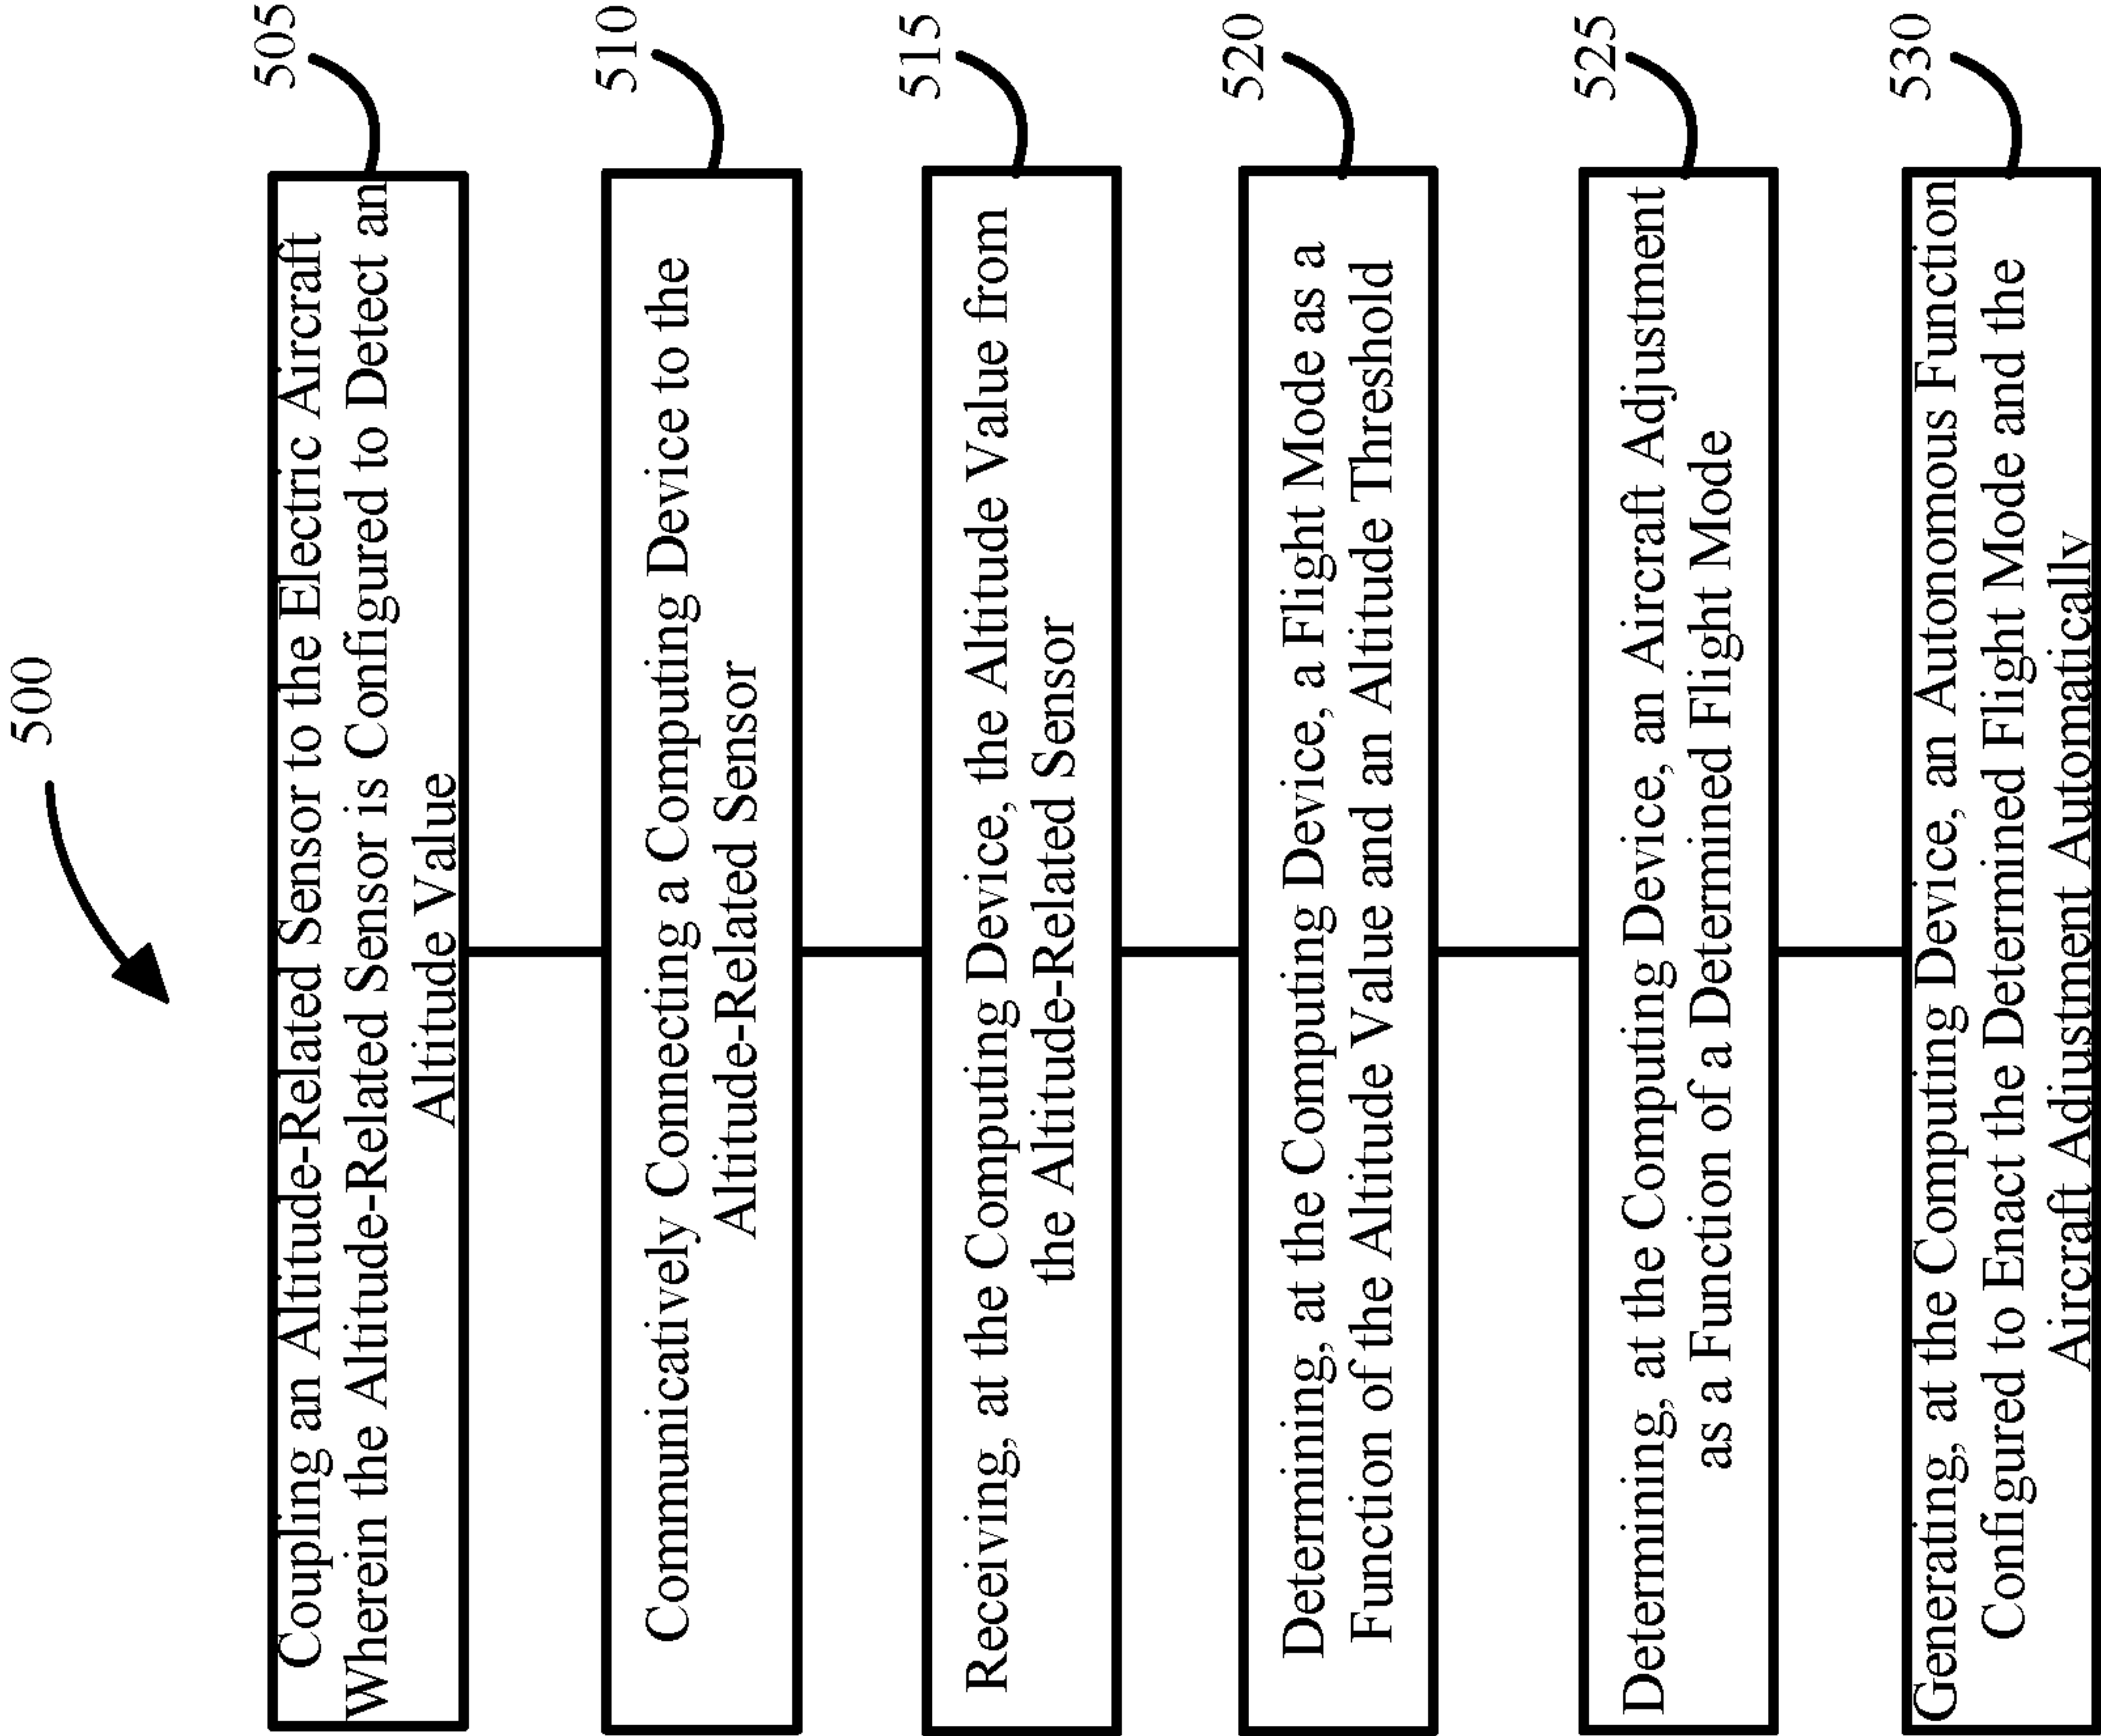 500
505
Coupling an Altitude-Related Sensor to the Electric Aircraft
Wherein the Altitude-Related Sensor is Configured to Detect an
Altitude Value
510
Communicatively Connecting a Computing Device to the
Altitude-Related Sensor
515
Receiving, at the Computing Device, the Altitude Value from
the Altitude-Related Sensor
520
Determining, at the Computing Device, a Flight Mode as a
Function of the Altitude Value and an Altitude Threshold
525
Determining, at the Computing Device, an Aircraft Adjustment
as a Function of a Determined Flight Mode
530
Generating, at the Computing Device, an Autonomous Function
Configured to Enact the Determined Flight Mode and the
Aircraft Adjustment Automatically